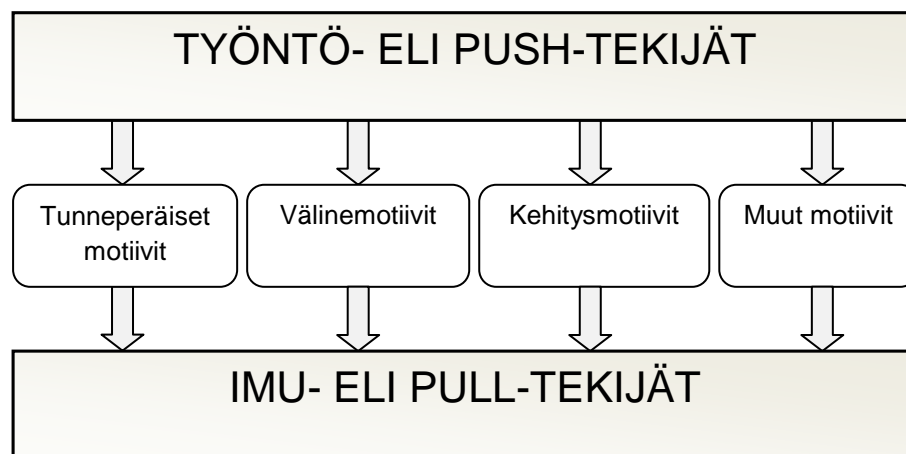 TYÖNTÖ- ELI PUSH-TEKIJÄT
Tunneperäiset
motiivit
Välinemotiivit
Kehitysmotiivit
Muut motiivit
IMU- ELI PULL-TEKIJÄT